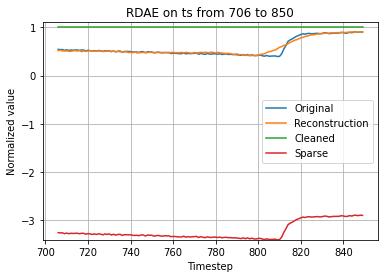 RDAE on ts from 706 to 850
1
0
−1
−2
−3
Normalized value
Original
Reconstruction
Cleaned
Sparse
700 720 740 760 780 800 820 840
Timestep